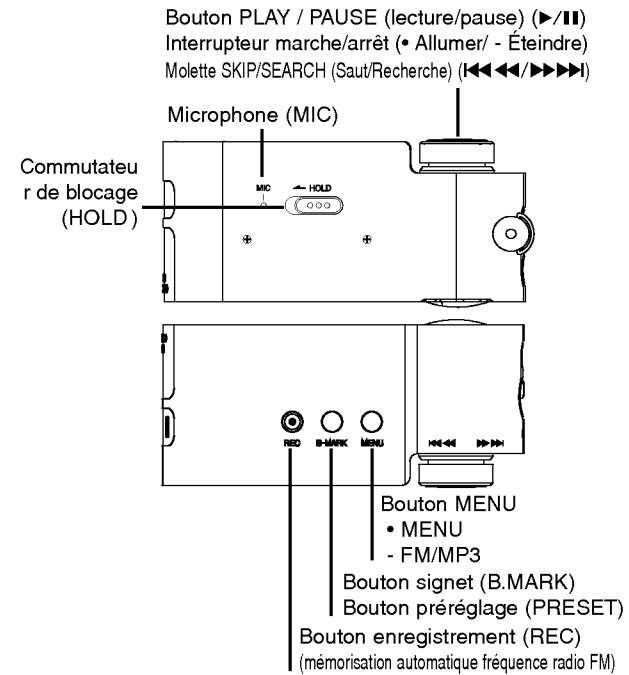 Bouton PLAY / PAUSE (lecture/pause) (▶/❚❚)
Interrupteur marche/arrêt (• Allumer/ - Éteindre)
Molette SKIP/SEARCH (Saut/Recherche) (I◀◀ ◀◀/▶▶ ▶▶I)
Microphone (MIC)
Commutateu
r de blocage
(HOLD)
MIC
HOLD
REC
B-MARK
MENU
I◀◀ ◀◀
▶▶ ▶▶I
Bouton MENU
• MENU
- FM/MP3
Bouton signet (B.MARK)
Bouton préréglage (PRESET)
Bouton enregistrement (REC)
(mémorisation automatique fréquence radio FM)